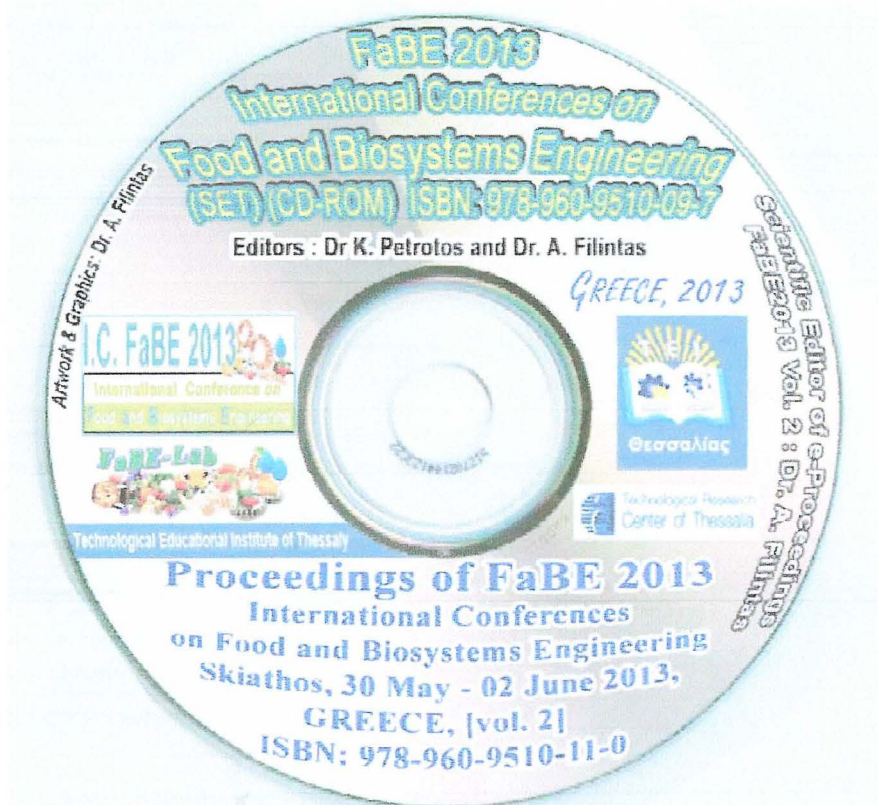 FaBE 2013
International Conferences on
Food and Biosystems Engineering
(SET) (CD-ROM) ISBN: 978-960-9510-09-7
Editors : Dr K. Petrotos and Dr. A. Filintas
GREECE, 2013
Artwork & Graphics: Dr. A. Filintas
Scientific Editor of e-Proceedings
FaBE2013 Vol. 2 : Dr. A. Filintas
I.C. FaBE 2013
International Conference on
Food and Biosystems Engineering
FaBE-Lab
Technological Educational Institute of Thessaly
Θεσσαλίας
Technological Research
Center of Thessalia
Proceedings of FaBE 2013
International Conferences
on Food and Biosystems Engineering
Skiathos, 30 May - 02 June 2013,
GREECE, [vol. 2]
ISBN: 978-960-9510-11-0